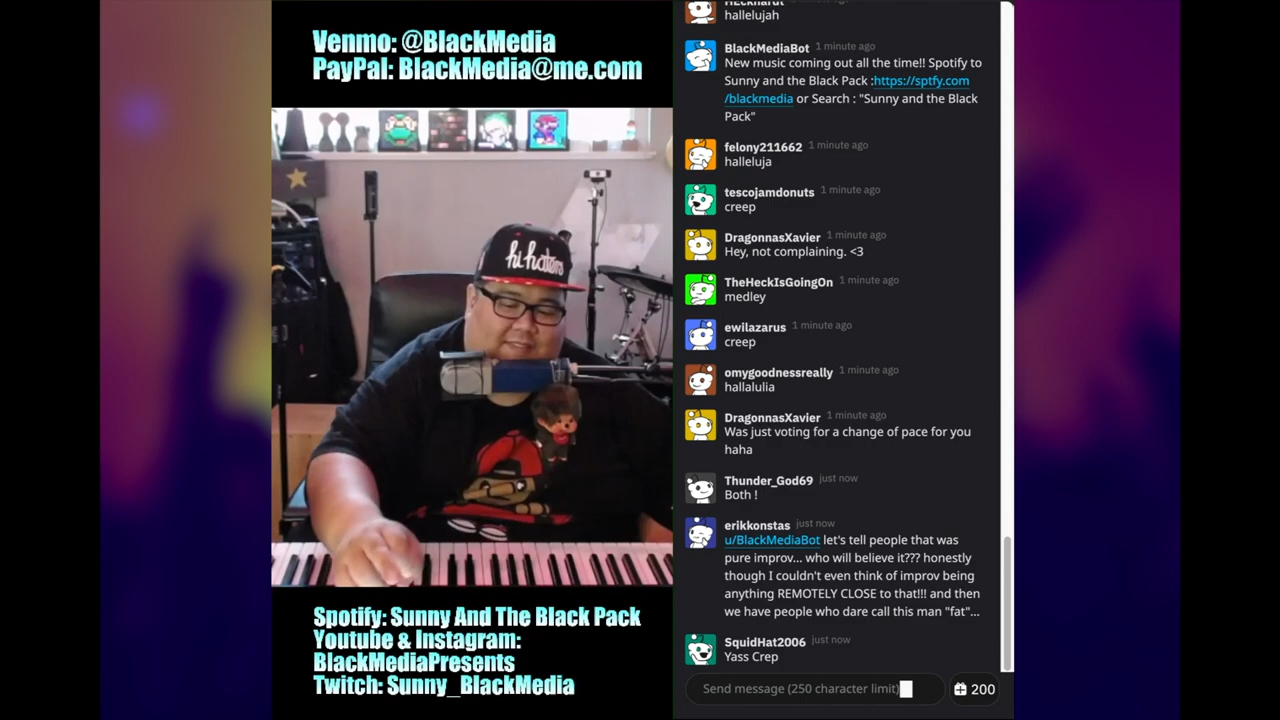 Venmo: @BlackMedia
PayPal: BlackMedia@me.com
hi haters
Spotify: Sunny And The Black Pack
Youtube & Instagram:
BlackMediaPresents
Twitch: Sunny_BlackMedia
hallelujah
BlackMediaBot 1 minute ago
New music coming out all the time!! Spotify to
Sunny and the Black Pack :https://sptfy.com
/blackmedia or Search : "Sunny and the Black
Pack"
felony211662 1 minute ago
halleluja
tescojamdonuts 1 minute ago
creep
DragonnasXavier 1 minute ago
Hey, not complaining. <3
TheHeckIsGoingOn 1 minute ago
medley
ewilazarus 1 minute ago
creep
omygoodnessreally 1 minute ago
hallalulia
DragonnasXavier 1 minute ago
Was just voting for a change of pace for you
haha
Thunder_God69 just now
Both !
erikkonstas just now
u/BlackMediaBot let's tell people that was
pure improv... who will believe it??? honestly
though I couldn't even think of improv being
anything REMOTELY CLOSE to that!!! and then
we have people who dare call this man "fat"...
SquidHat2006 just now
Yass Crep
Send message (250 character limit)
200